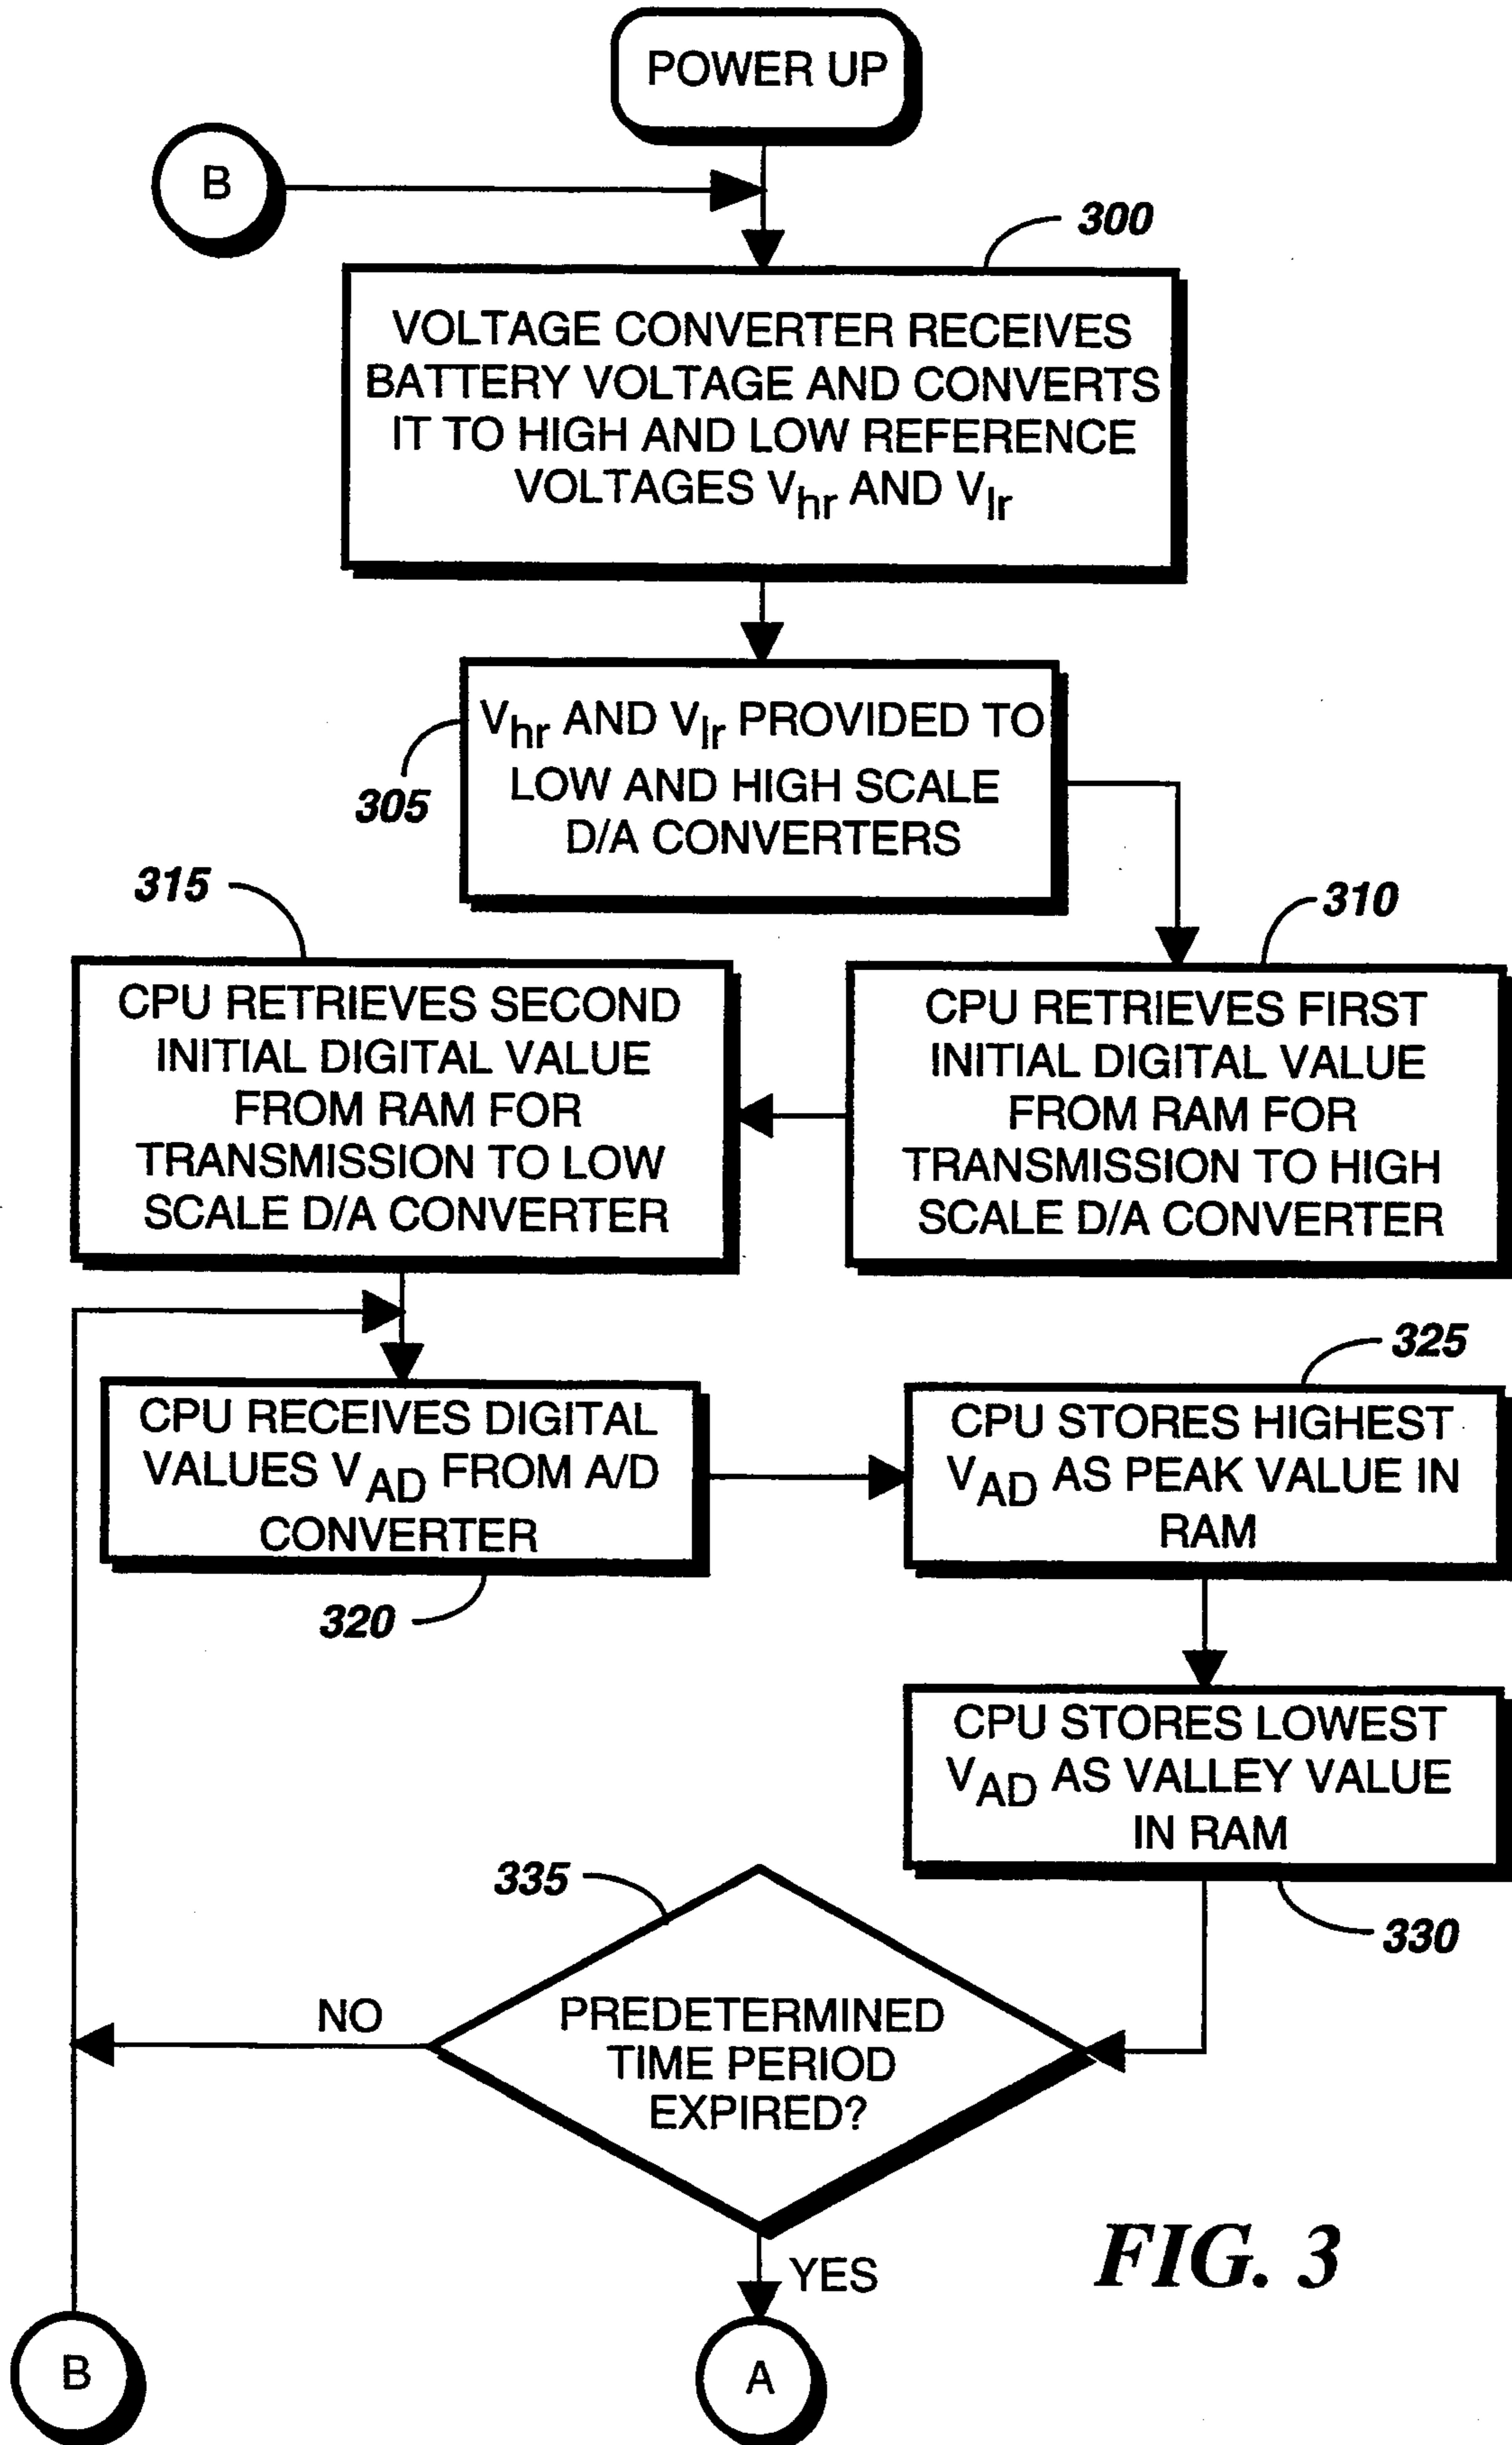 POWER UP
B
300
VOLTAGE CONVERTER RECEIVES
BATTERY VOLTAGE AND CONVERTS
IT TO HIGH AND LOW REFERENCE
VOLTAGES Vhr AND Vlr
Vhr AND Vlr PROVIDED TO
LOW AND HIGH SCALE
D/A CONVERTERS
305
310
CPU RETRIEVES FIRST
INITIAL DIGITAL VALUE
FROM RAM FOR
TRANSMISSION TO HIGH
SCALE D/A CONVERTER
315
CPU RETRIEVES SECOND
INITIAL DIGITAL VALUE
FROM RAM FOR
TRANSMISSION TO LOW
SCALE D/A CONVERTER
CPU RECEIVES DIGITAL
VALUES VAD FROM A/D
CONVERTER
320
325
CPU STORES HIGHEST
VAD AS PEAK VALUE IN
RAM
CPU STORES LOWEST
VAD AS VALLEY VALUE
IN RAM
330
335
PREDETERMINED
TIME PERIOD
EXPIRED?
NO
YES
B
A
FIG. 3